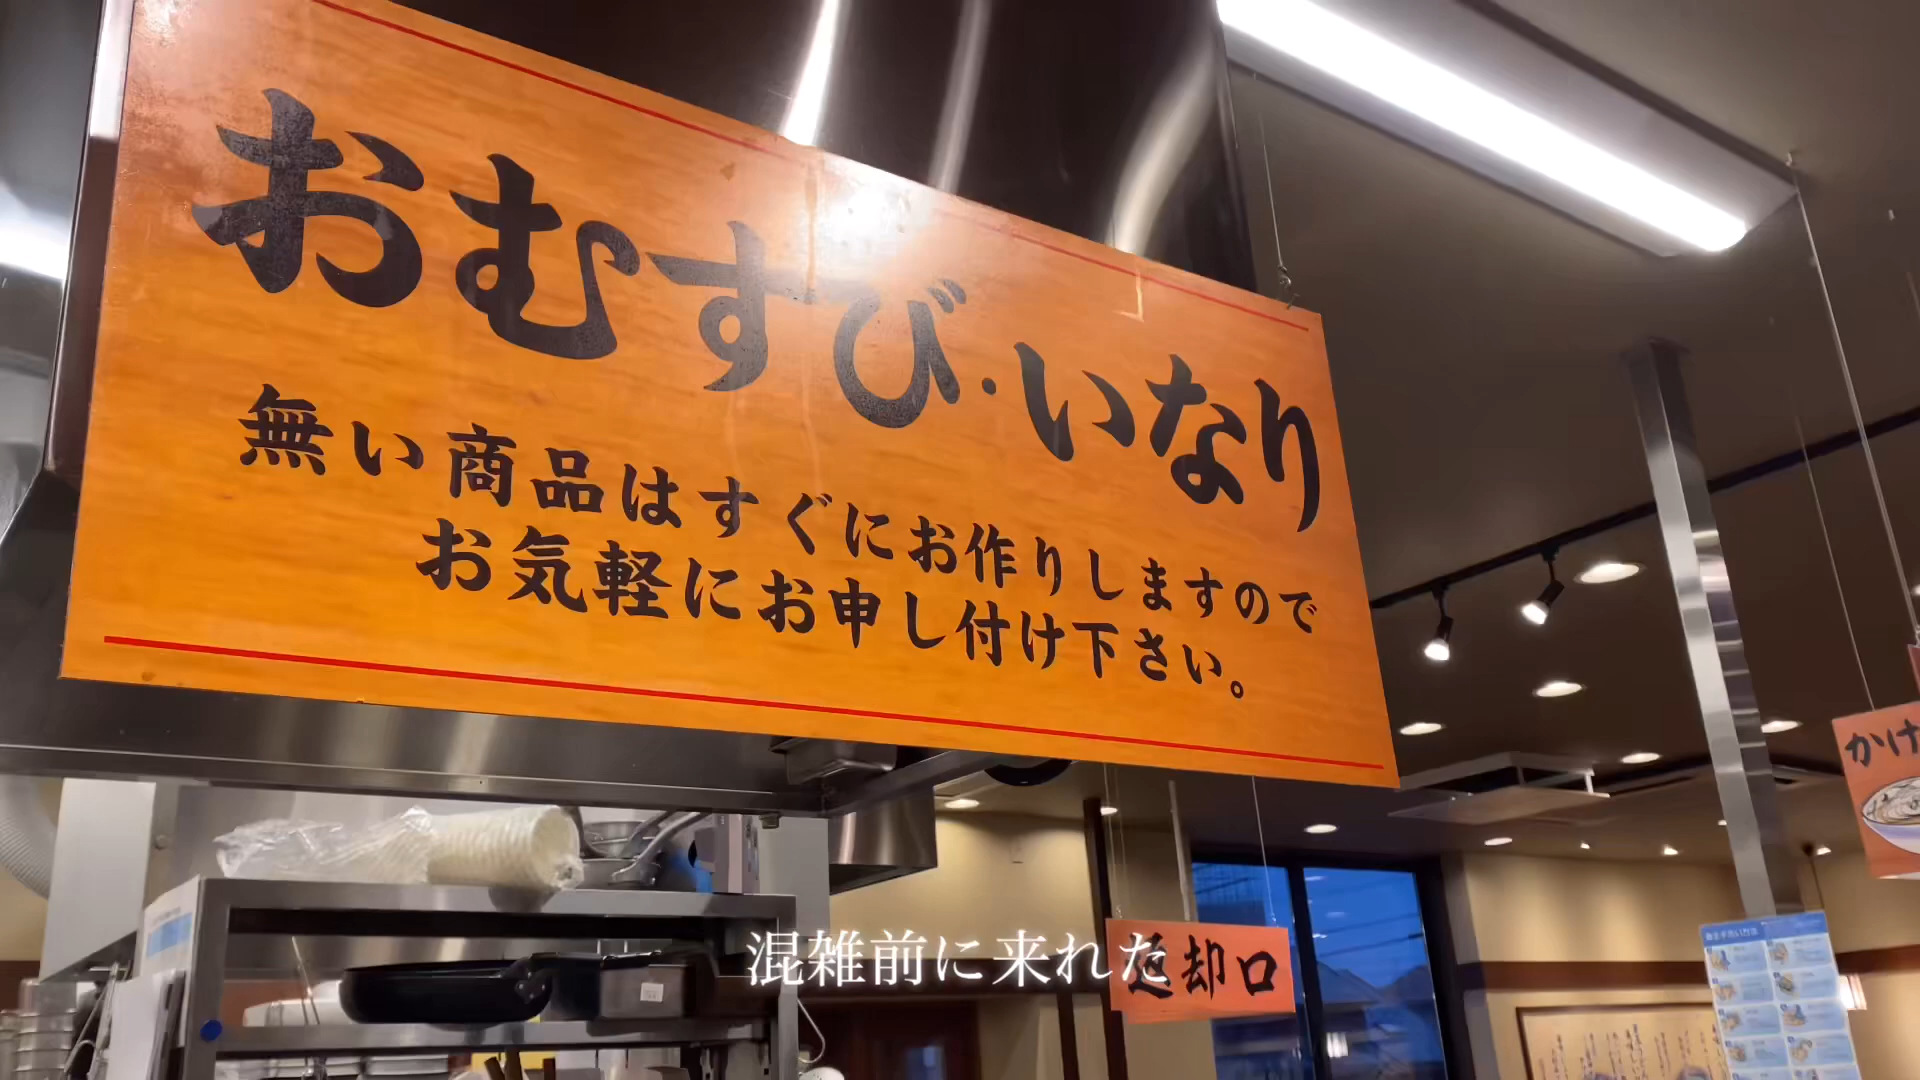 おむすび・いなり
無い商品はすぐにお作りしますので
お気軽にお申し付け下さい。
かけ
返却口
混雑前に来れた